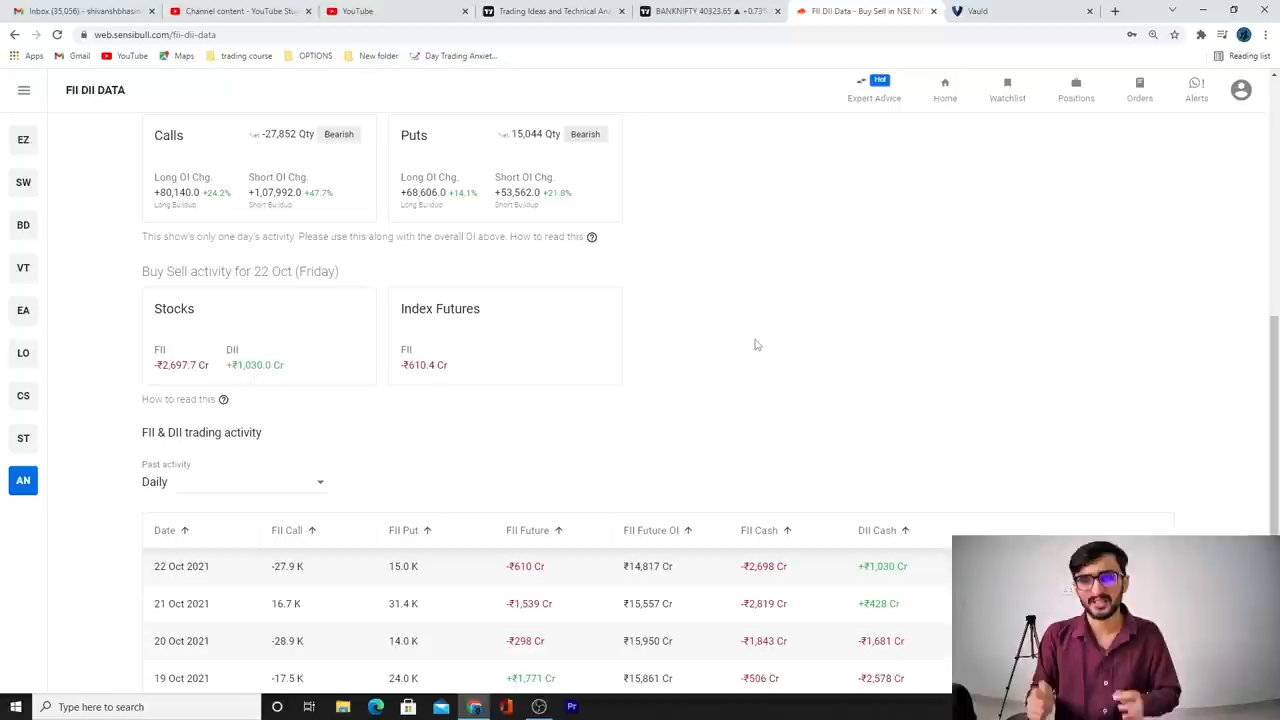 Inbox (35,056) - shivanshbhasin
Channel content - YouTube Stu
YouTube
Trading Ideas and Technical Ana
BANKNIFTY 40323.65 ▲ +0.73%
FII DII Data - Buy Sell in NSE Nif
Vauld
web.sensibull.com/fii-dii-data
Apps
Gmail
YouTube
Maps
trading course
OPTIONS
New folder
Day Trading Anxiet...
Reading list
FII DII DATA
Hot
Expert Advice
Home
Watchlist
Positions
Orders
Alerts
EZ
SW
BD
VT
EA
LO
CS
ST
AN
Calls Net -27,852 Qty Bearish
Long OI Chg. Short OI Chg.
+80,140.0 +24.2% +1,07,992.0 +47.7%
Long Buildup Short Buildup
Puts Net 15,044 Qty Bearish
Long OI Chg. Short OI Chg.
+68,606.0 +14.1% +53,562.0 +21.8%
Long Buildup Short Buildup
This show's only one day's activity. Please use this along with the overall OI above. How to read this
Buy Sell activity for 22 Oct (Friday)
Stocks
FII DII
-₹2,697.7 Cr +₹1,030.0 Cr
Index Futures
FII
-₹610.4 Cr
How to read this
FII & DII trading activity
Past activity
Daily
Date FII Call FII Put FII Future FII Future OI FII Cash DII Cash
22 Oct 2021 -27.9 K 15.0 K -₹610 Cr ₹14,817 Cr -₹2,698 Cr +₹1,030 Cr
21 Oct 2021 16.7 K 31.4 K -₹1,539 Cr ₹15,557 Cr -₹2,819 Cr +₹428 Cr
20 Oct 2021 -28.9 K 14.0 K -₹298 Cr ₹15,950 Cr -₹1,843 Cr -₹1,681 Cr
19 Oct 2021 -17.5 K 24.0 K +₹1,771 Cr ₹15,861 Cr -₹506 Cr -₹2,578 Cr
Type here to search
Pr